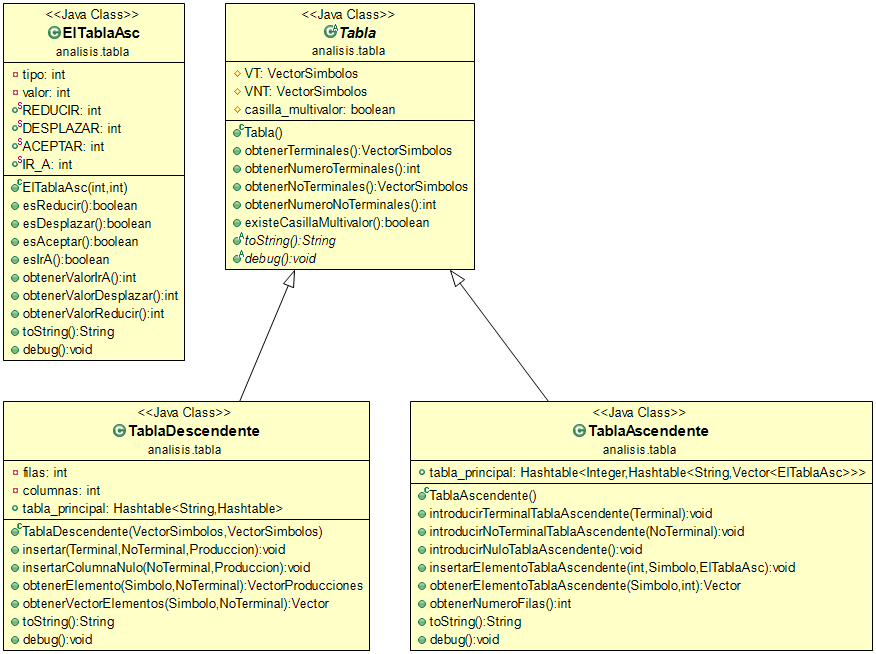 <<Java Class>>
ElTablaAsc
analisis.tabla
tipo: int
valor: int
REDUCIR: int
DESPLAZAR: int
ACEPTAR: int
IR_A: int
ElTablaAsc(int,int)
esReducir():boolean
esDesplazar():boolean
esAceptar():boolean
esIrA():boolean
obtenerValorIrA():int
obtenerValorDesplazar():int
obtenerValorReducir():int
toString():String
debug():void
<<Java Class>>
Tabla
analisis.tabla
VT: VectorSimbolos
VNT: VectorSimbolos
casilla_multivalor: boolean
Tabla()
obtenerTerminales():VectorSimbolos
obtenerNumeroTerminales():int
obtenerNoTerminales():VectorSimbolos
obtenerNumeroNoTerminales():int
existeCasillaMultivalor():boolean
toString():String
debug():void
<<Java Class>>
TablaDescendente
analisis.tabla
filas: int
columnas: int
tabla_principal: Hashtable<String,Hashtable>
TablaDescendente(VectorSimbolos,VectorSimbolos)
insertar(Terminal,NoTerminal,Produccion):void
insertarColumnaNulo(NoTerminal,Produccion):void
obtenerElemento(Simbolo,NoTerminal):VectorProducciones
obtenerVectorElementos(Simbolo,NoTerminal):Vector
toString():String
debug():void
<<Java Class>>
TablaAscendente
analisis.tabla
tabla_principal: Hashtable<Integer,Hashtable<String,Vector<ElTablaAsc>>>
TablaAscendente()
introducirTerminalTablaAscendente(Terminal):void
introducirNoTerminalTablaAscendente(NoTerminal):void
introducirNuloTablaAscendente():void
insertarElementoTablaAscendente(int,Simbolo,ElTablaAsc):void
obtenerElementoTablaAscendente(Simbolo,int):Vector
obtenerNumeroFilas():int
toString():String
debug():void